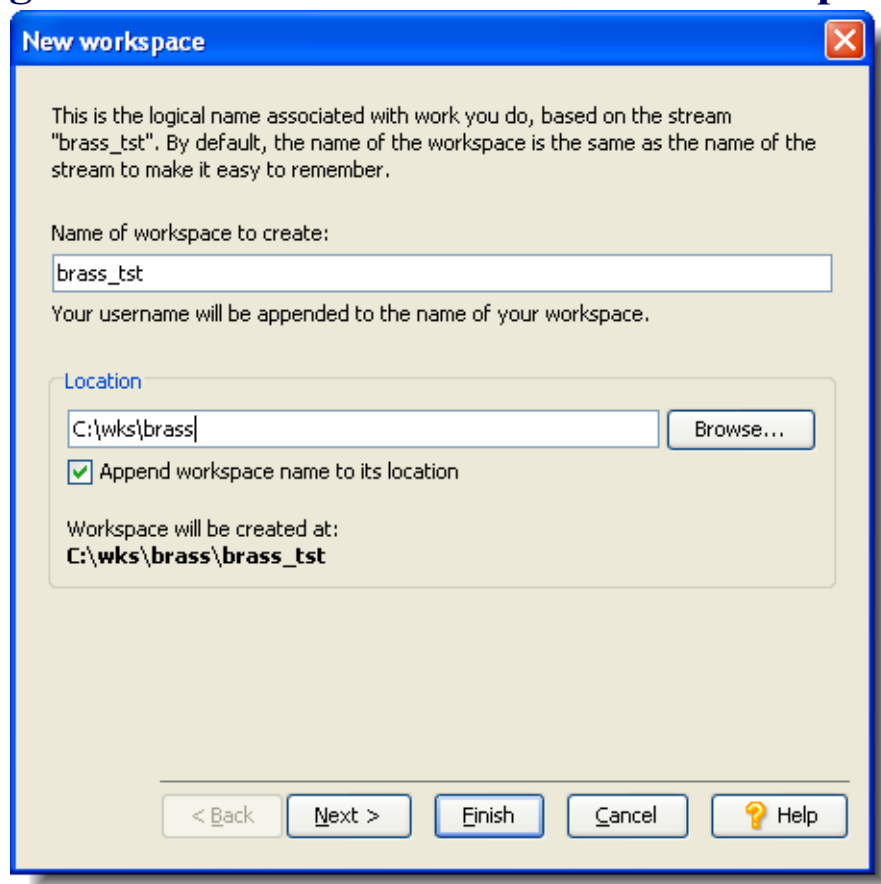 New workspace
This is the logical name associated with work you do, based on the stream
"brass_tst". By default, the name of the workspace is the same as the name of the
stream to make it easy to remember.
Name of workspace to create:
brass_tst
Your username will be appended to the name of your workspace.
Location
C:\wks\brass
Browse...
Append workspace name to its location
Workspace will be created at:
C:\wks\brass\brass_tst
< Back
Next >
Finish
Cancel
? Help